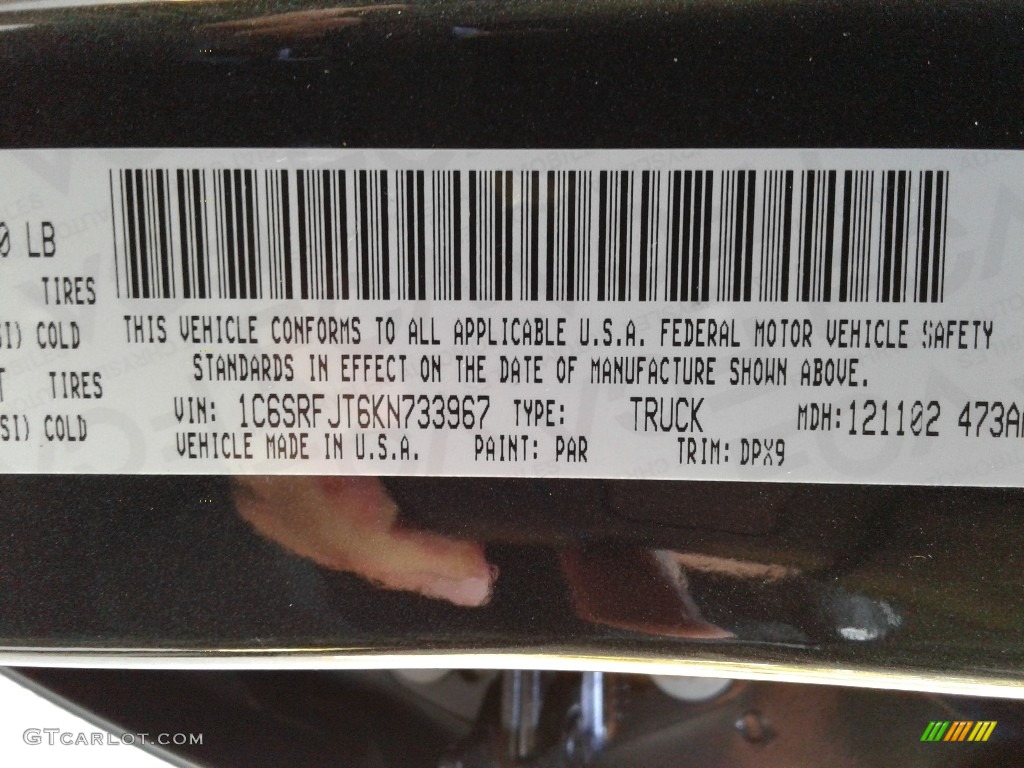 0 LB
TIRES
SI) COLD
TIRES
SI) COLD
THIS VEHICLE CONFORMS TO ALL APPLICABLE U.S.A. FEDERAL MOTOR VEHICLE SAFETY
STANDARDS IN EFFECT ON THE DATE OF MANUFACTURE SHOWN ABOVE.
VIN: 1C6SRFJT6KN733967 TYPE: TRUCK MDH: 121102 473A
VEHICLE MADE IN U.S.A. PAINT: PAR TRIM: DPX9
GTCARLOT.COM